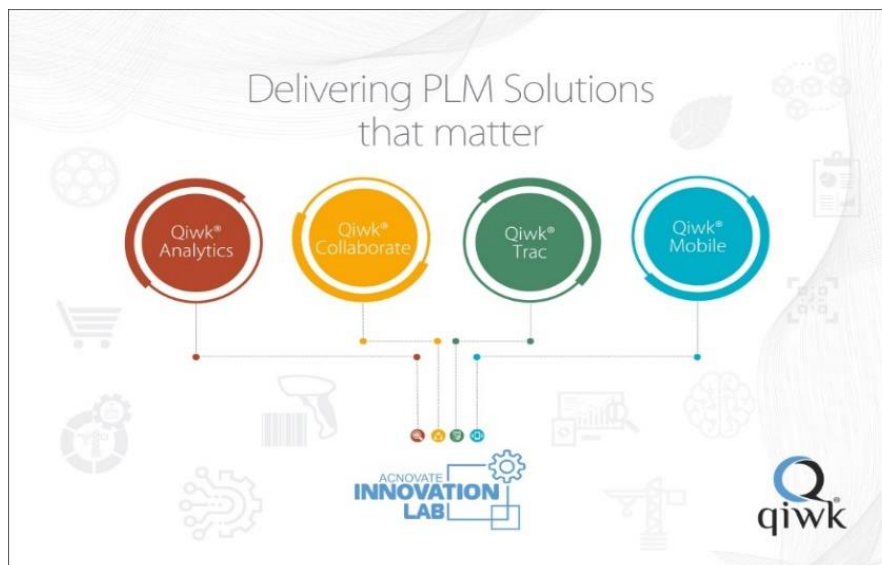 Delivering PLM Solutions
that matter
Qiwk®
Analytics
Qiwk®
Collaborate
Qiwk®
Trac
Qiwk®
Mobile
ACNOVATE
INNOVATION
LAB
qiwk®